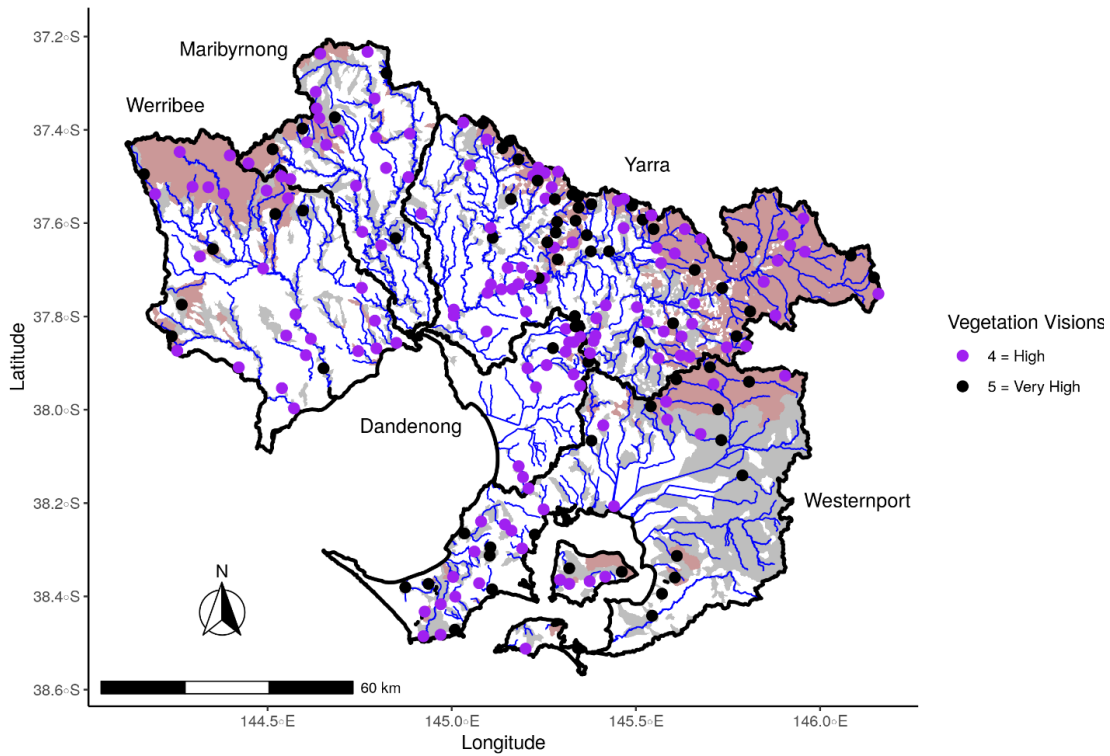 37.2°S
37.4°S
37.6°S
37.8°S
38.0°S
38.2°S
38.4°S
38.6°S
Latitude
Maribyrnong
Werribee
Yarra
Dandenong
Westernport
N
60 km
144.5°E
145.0°E
145.5°E
146.0°E
Longitude
Vegetation Visions
4 = High
5 = Very High